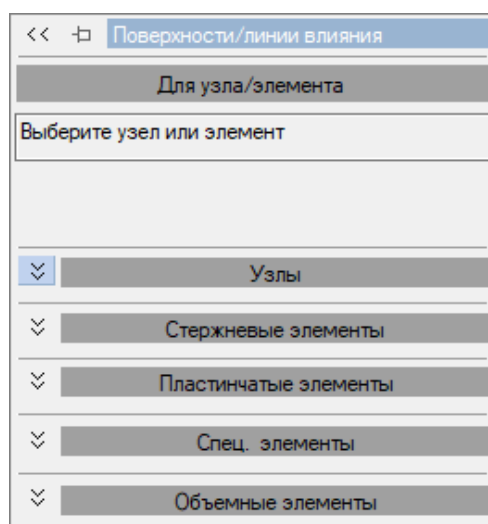 Поверхности/линии влияния
Для узла/элемента
Выберите узел или элемент
Узлы
Стержневые элементы
Пластинчатые элементы
Спец. элементы
Объемные элементы